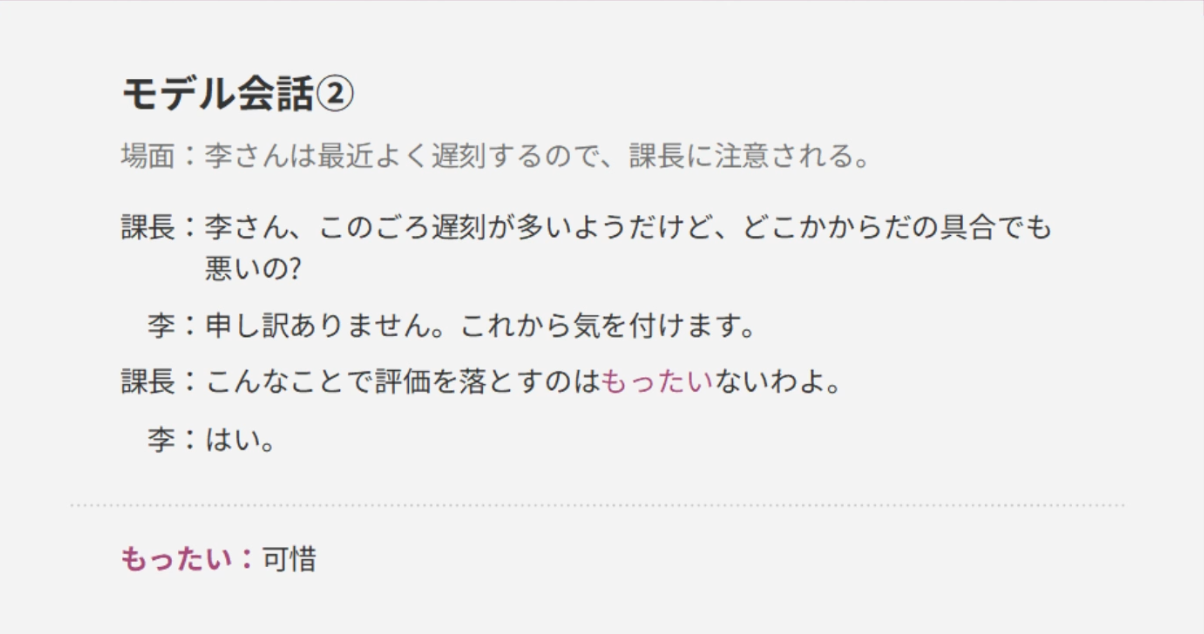 モデル会話②
場面：李さんは最近よく遅刻するので、課長に注意される。
課長：李さん、このごろ遅刻が多いようだけど、どこかからだの具合でも
悪いの?
李：申し訳ありません。これから気を付けます。
課長：こんなことで評価を落とすのはもったいないわよ。
李：はい。
もったい：可惜